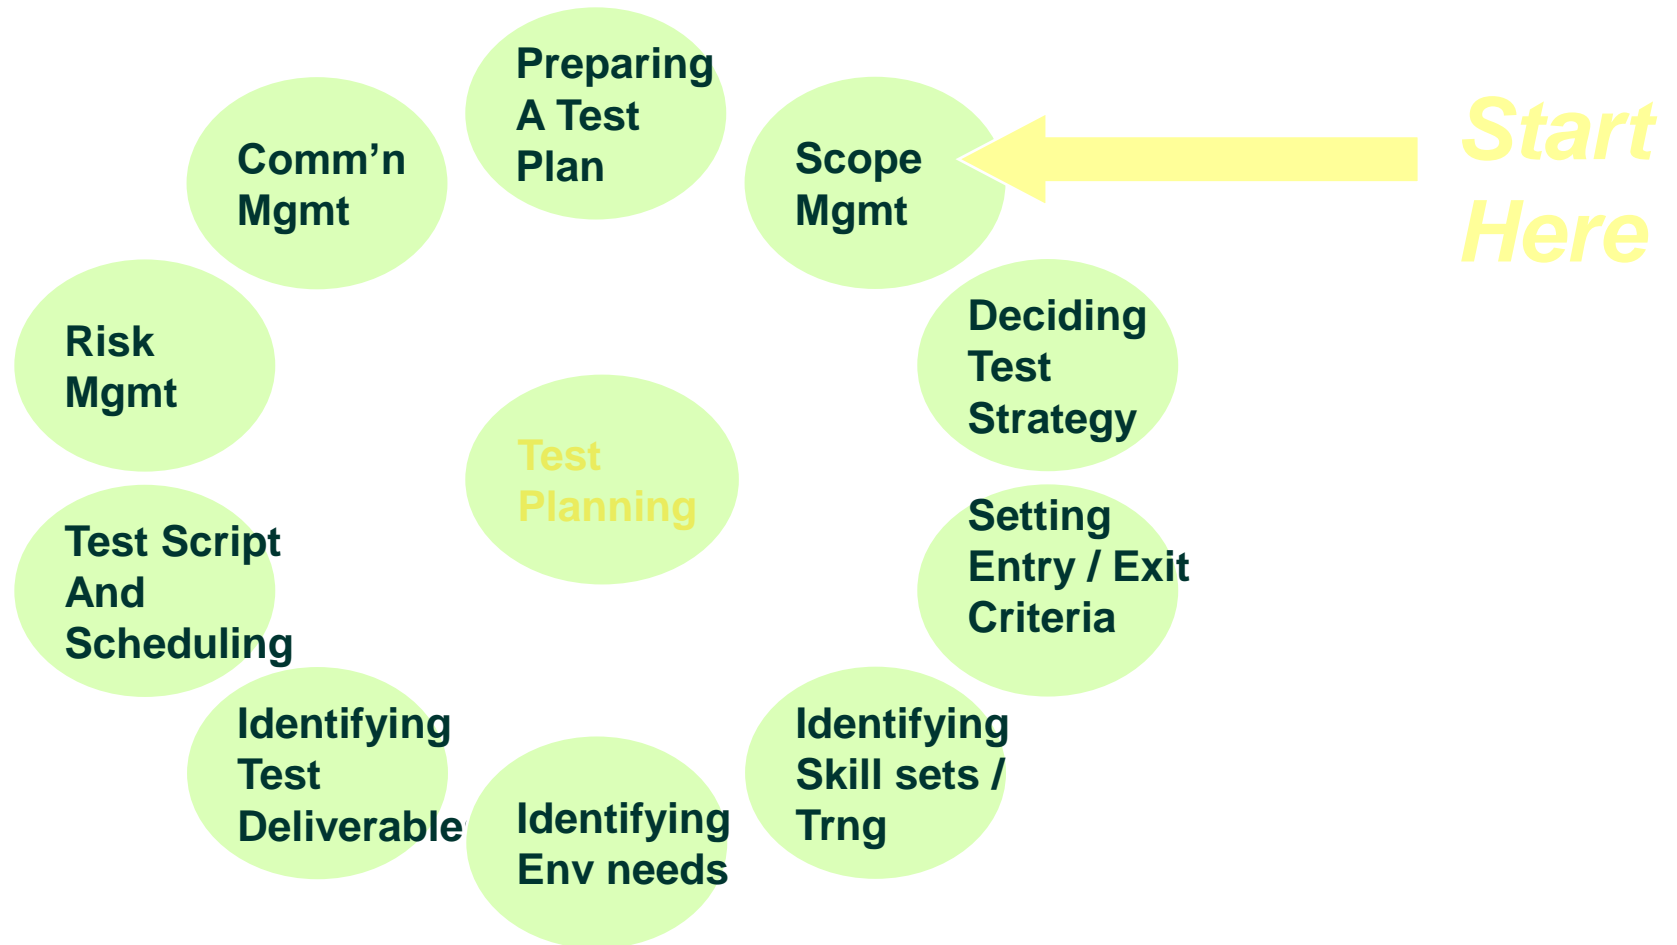 Preparing
A Test
Plan
Scope
Mgmt
Start
Here
Deciding
Test
Strategy
Setting
Entry / Exit
Criteria
Identifying
Skill sets /
Trng
Identifying
Env needs
Identifying
Test
Test Script
And
Scheduling
Risk
Mgmt
Comm’n
Mgmt
Test
Planning